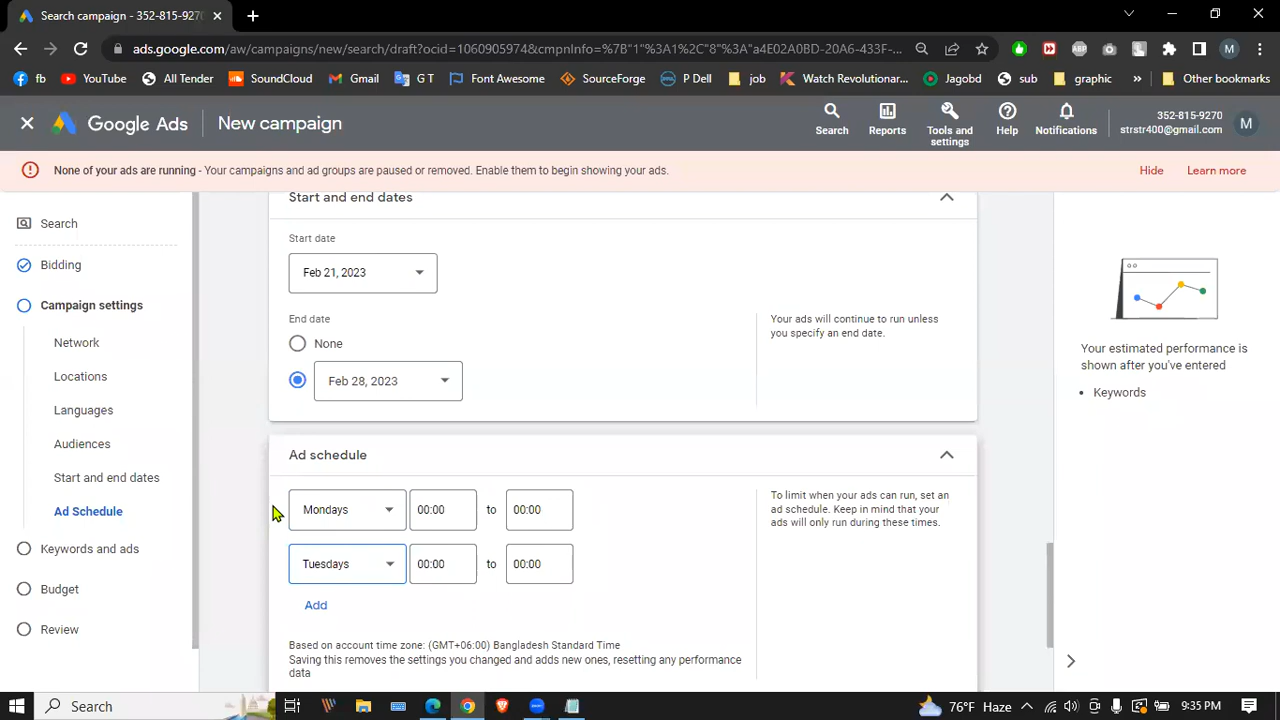 Search campaign - 352-815-9270
ads.google.com/aw/campaigns/new/search/draft?ocid=1060905974&cmpnInfo=%7B"1"%3A1%2C"8"%3A"a4E02A0BD-20A6-433F-...
fb
YouTube
All Tender
SoundCloud
Gmail
G T
Font Awesome
SourceForge
P Dell
job
Watch Revolutionar...
Jagobd
sub
graphic
»
Other bookmarks
Google Ads
New campaign
Search
Reports
Tools and settings
Help
Notifications
352-815-9270
strstr400@gmail.com
M
None of your ads are running - Your campaigns and ad groups are paused or removed. Enable them to begin showing your ads.
Hide
Learn more
Search
Bidding
Campaign settings
Network
Locations
Languages
Audiences
Start and end dates
Ad Schedule
Keywords and ads
Budget
Review
Start and end dates
Start date
Feb 21, 2023
End date
None
Feb 28, 2023
Your ads will continue to run unless
you specify an end date.
Ad schedule
Mondays 00:00 to 00:00
Tuesdays 00:00 to 00:00
Add
To limit when your ads can run, set an
ad schedule. Keep in mind that your
ads will only run during these times.
Based on account time zone: (GMT+06:00) Bangladesh Standard Time
Saving this removes the settings you changed and adds new ones, resetting any performance
data
Your estimated performance is
shown after you've entered
• Keywords
Search
76°F Haze
9:35 PM